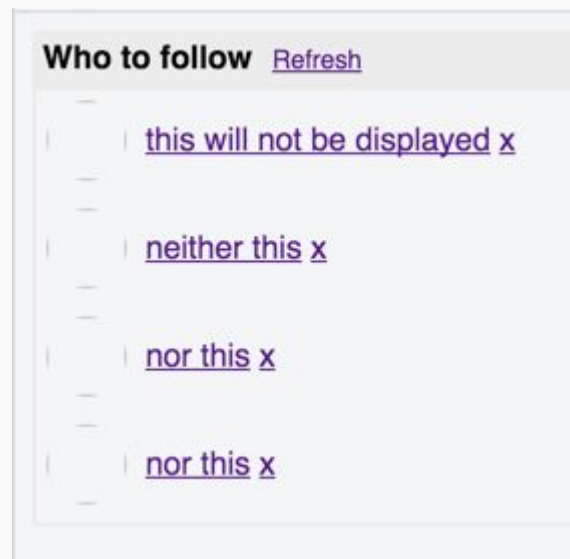 Who to follow Refresh
this will not be displayed x
neither this x
nor this x
nor this x